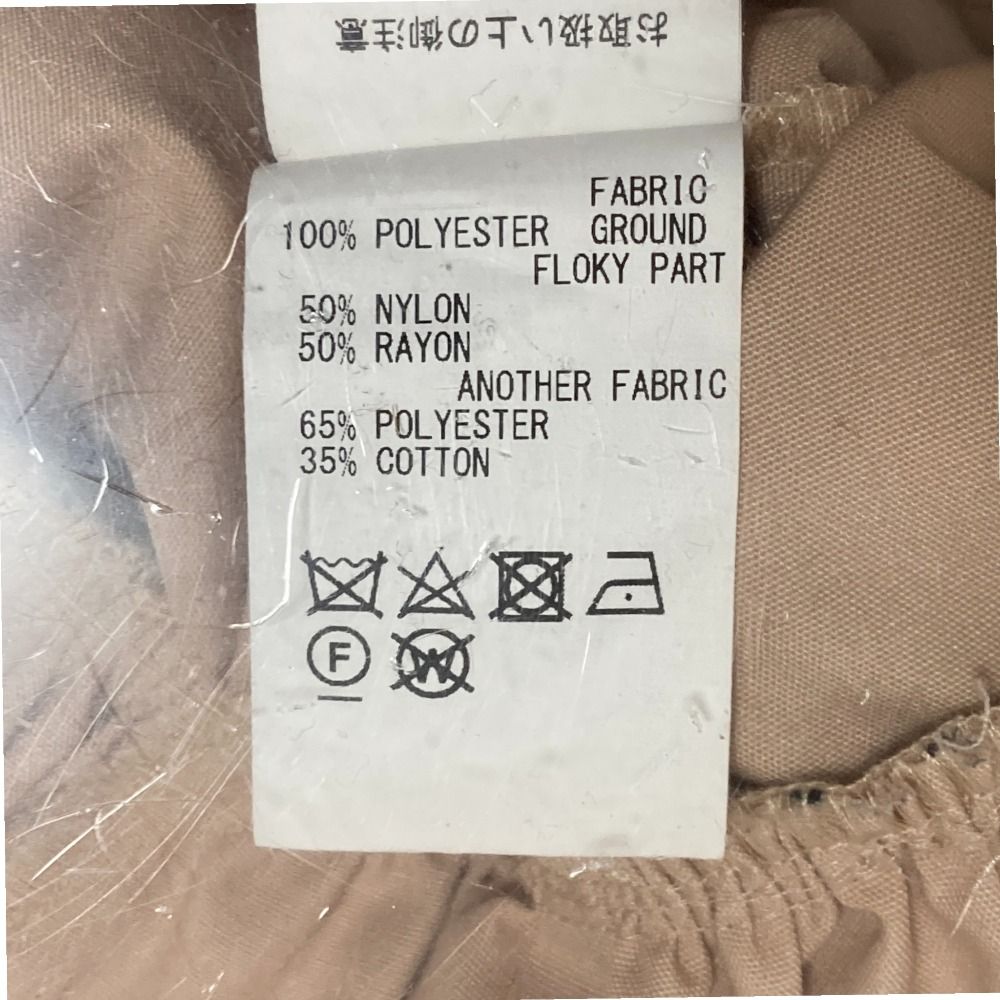 お取扱い上の御注意
FABRIC
100% POLYESTER GROUND
FLOKY PART
50% NYLON
50% RAYON
ANOTHER FABRIC
65% POLYESTER
35% COTTON
F
W